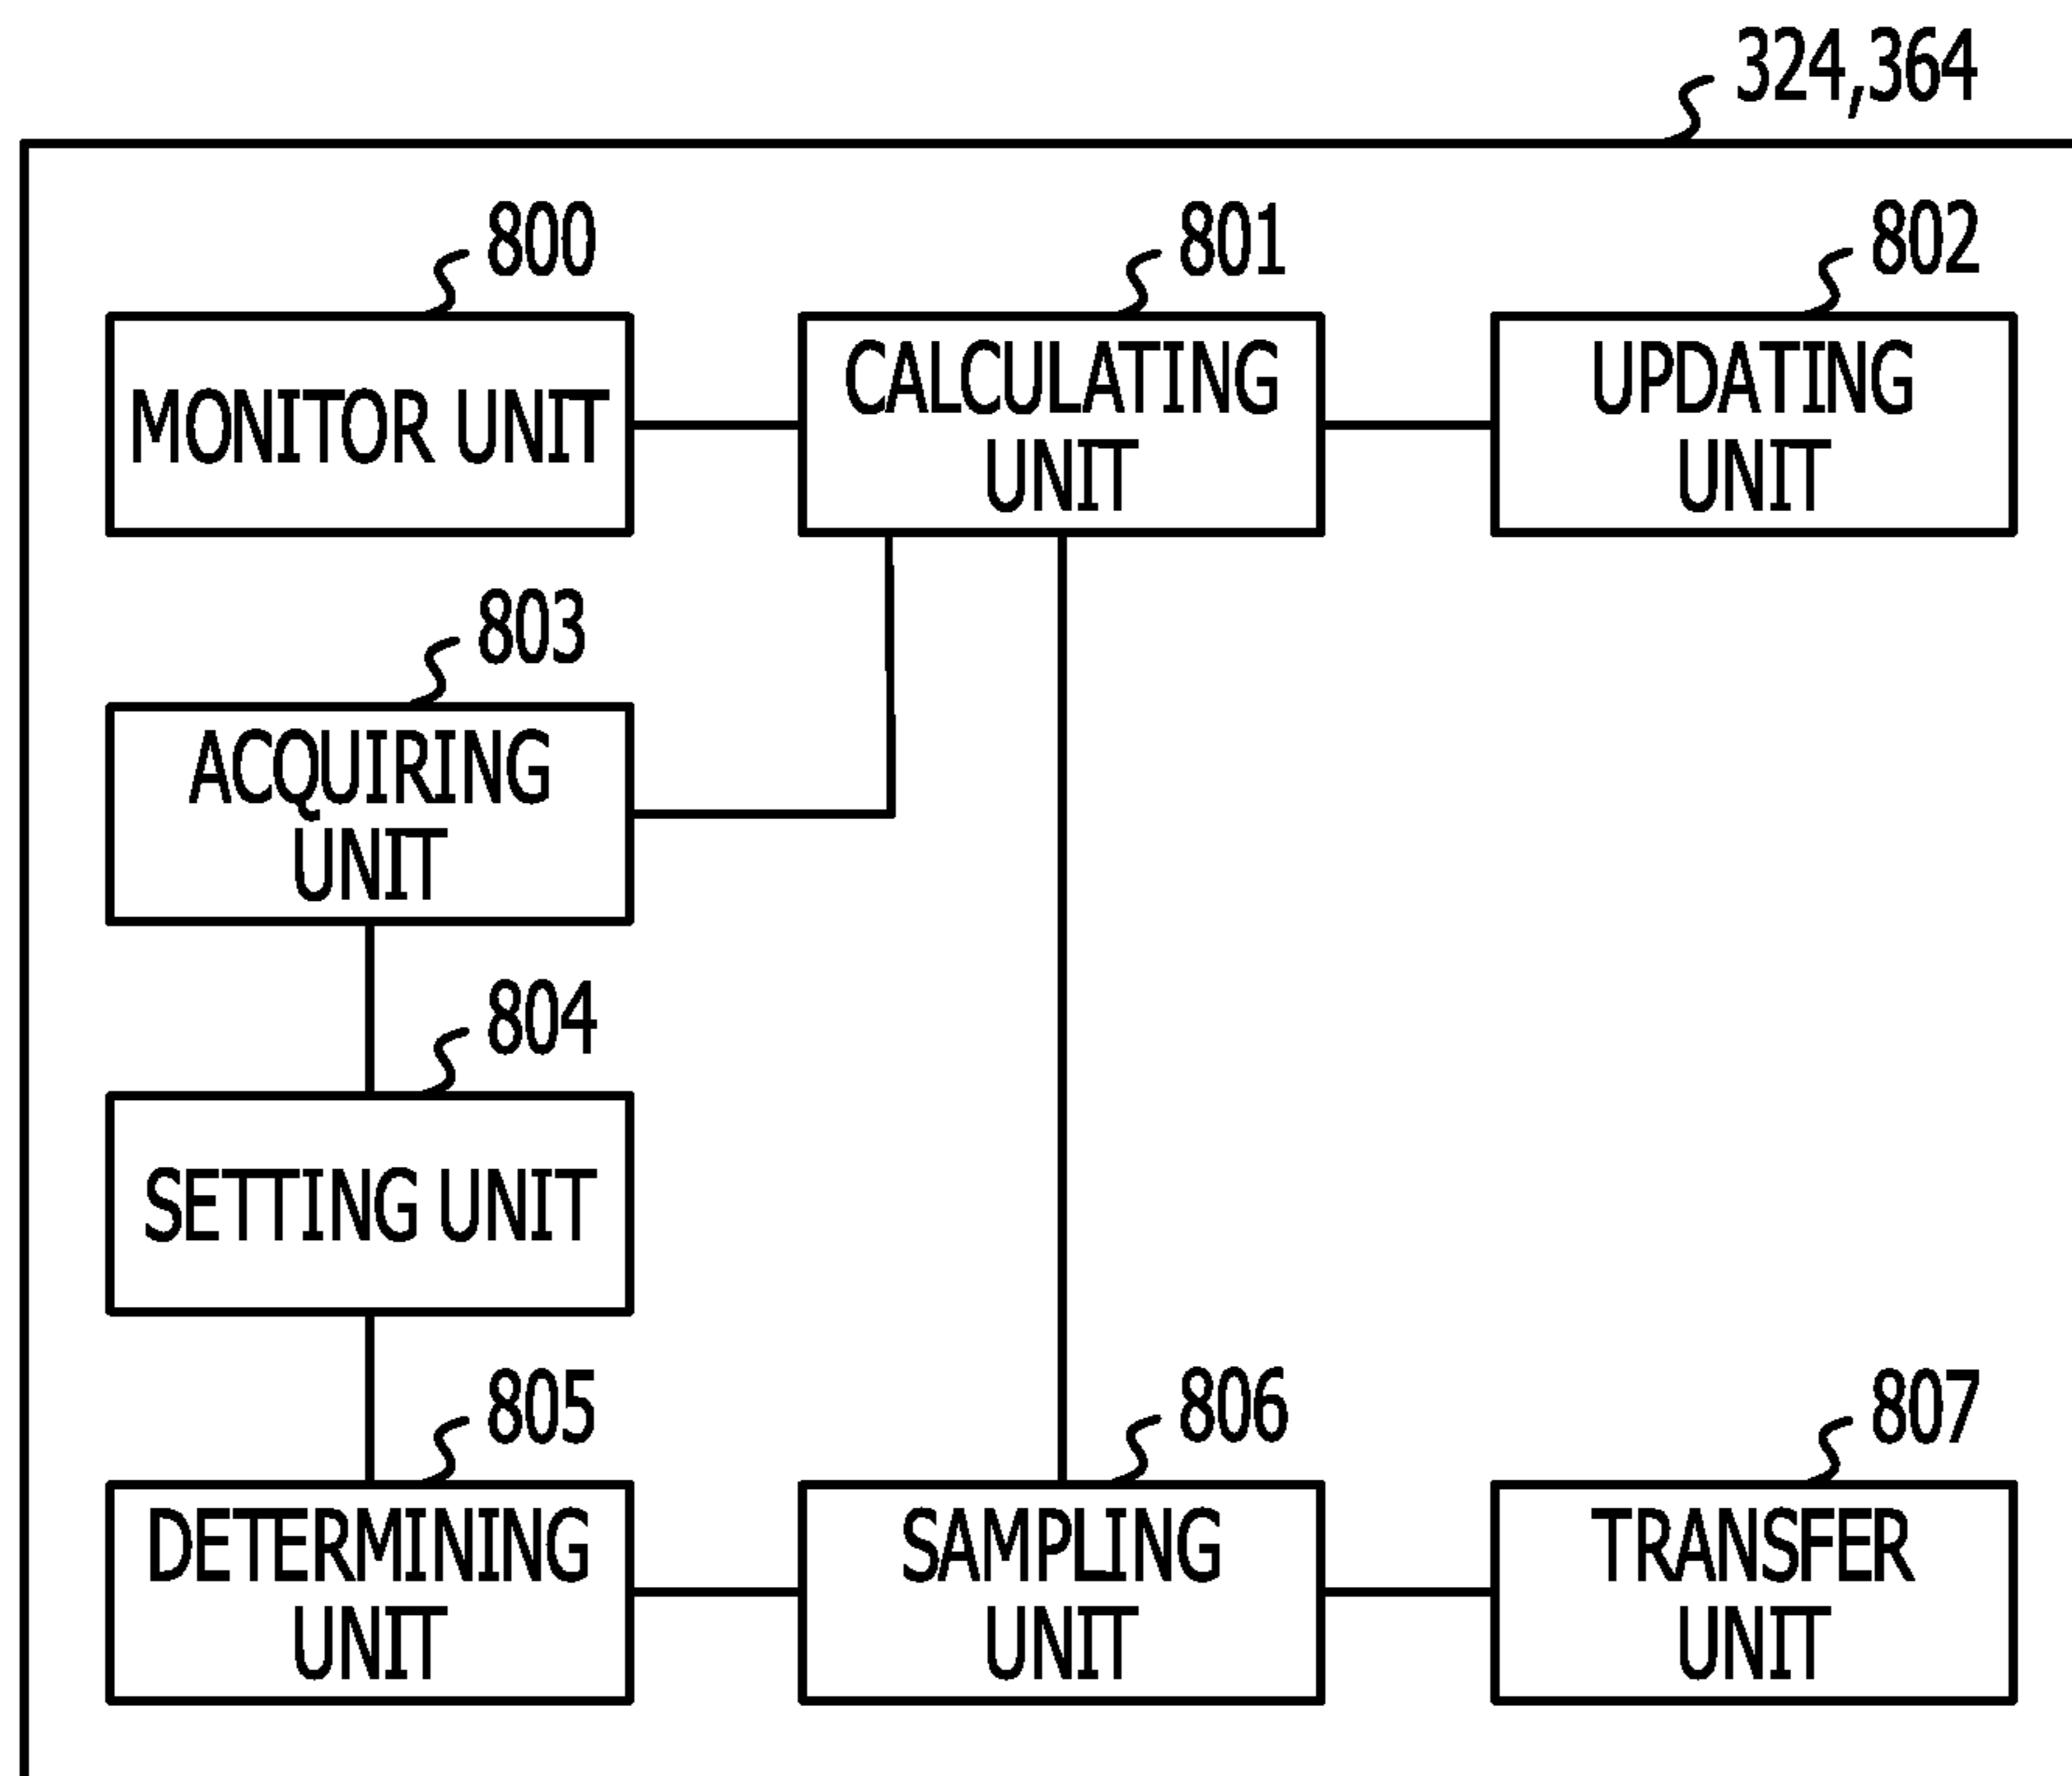 324,364
800
801
802
MONITOR UNIT
CALCULATING
UNIT
UPDATING
UNIT
803
ACQUIRING
UNIT
804
SETTING UNIT
805
806
807
DETERMINING
UNIT
SAMPLING
UNIT
TRANSFER
UNIT